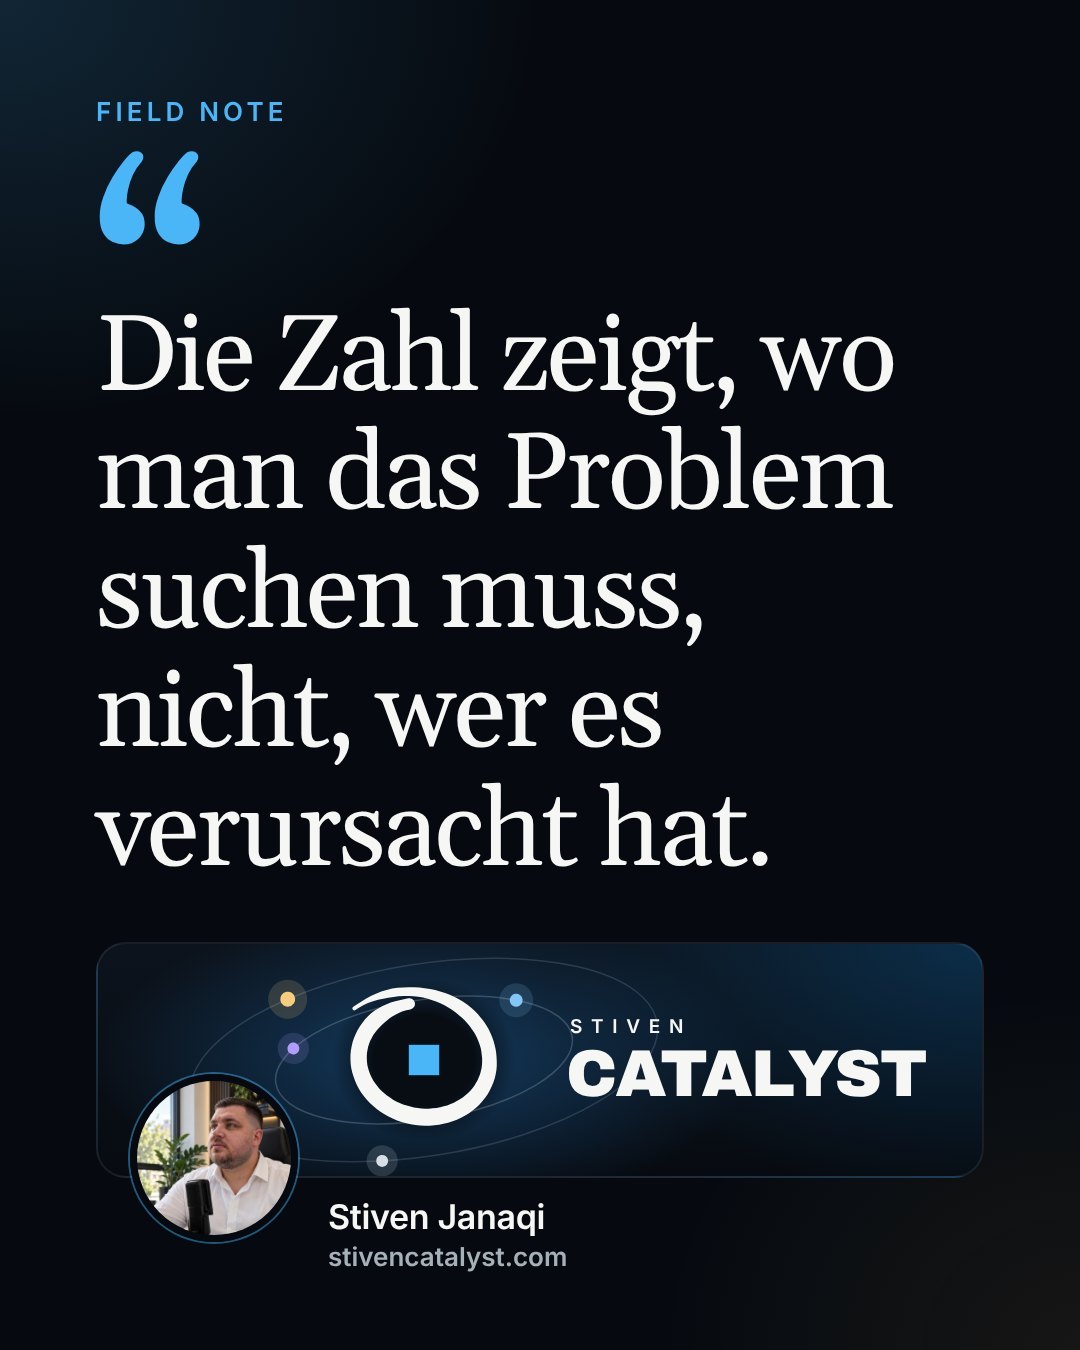 FIELD NOTE
“
Die Zahl zeigt, wo
man das Problem
suchen muss,
nicht, wer es
verursacht hat.
STIVEN
CATALYST
Stiven Janaqi
stivencatalyst.com